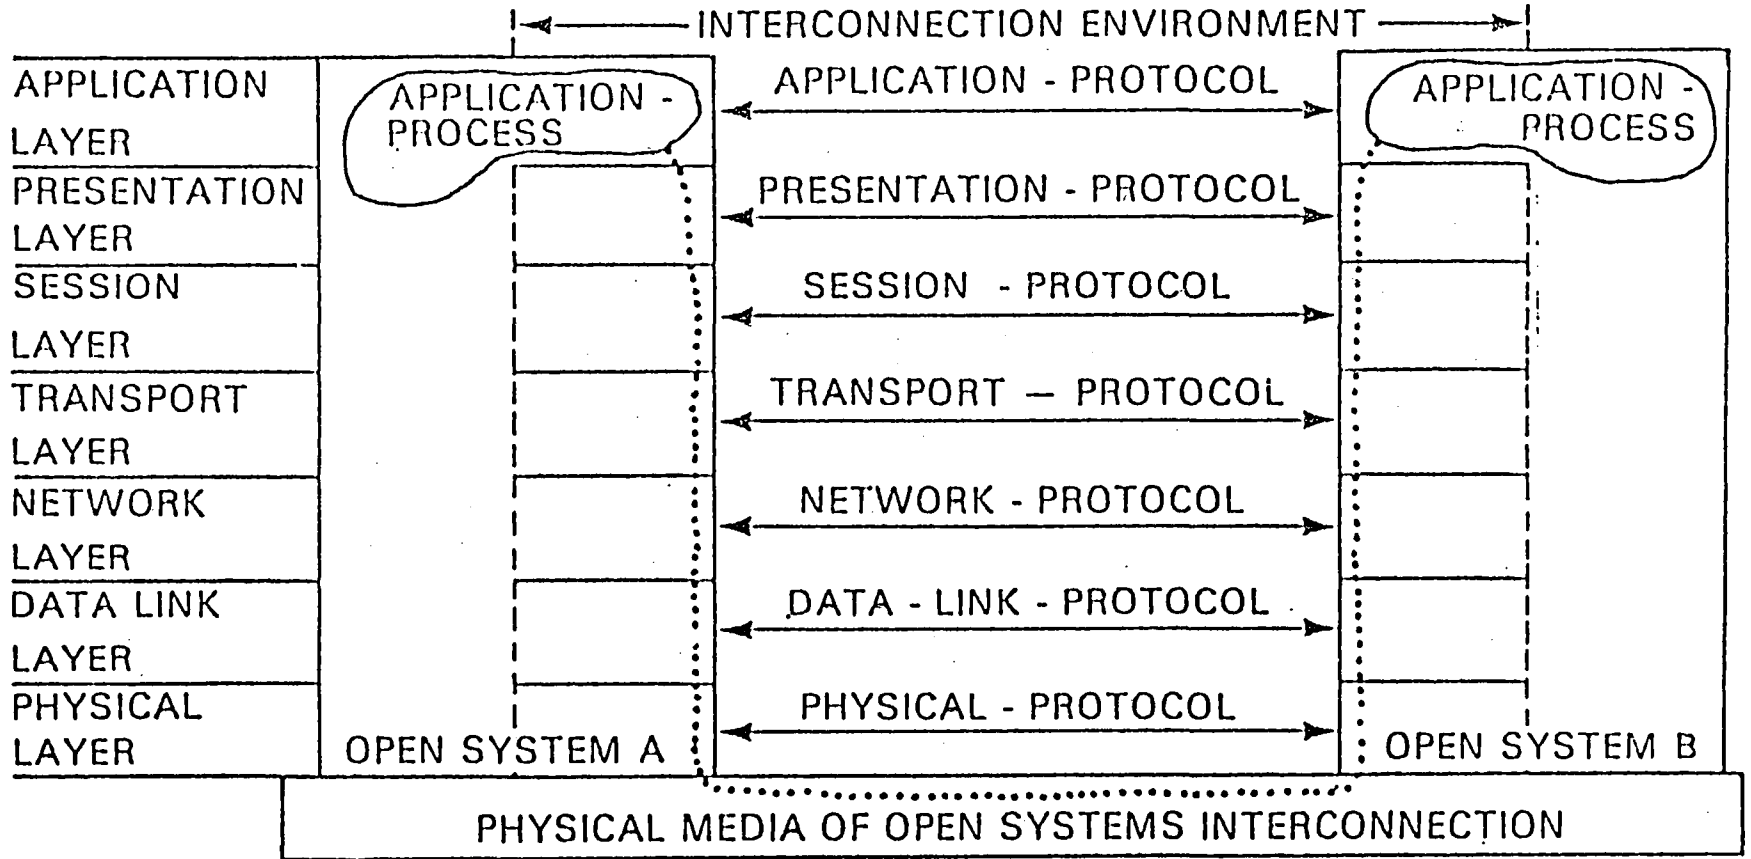 INTERCONNECTION ENVIRONMENT
APPLICATION
LAYER
APPLICATION -
PROCESS
APPLICATION - PROTOCOL
APPLICATION -
PROCESS
PRESENTATION
LAYER
PRESENTATION - PROTOCOL
SESSION
LAYER
SESSION - PROTOCOL
TRANSPORT
LAYER
TRANSPORT — PROTOCOL
NETWORK
LAYER
NETWORK - PROTOCOL
DATA LINK
LAYER
DATA - LINK - PROTOCOL
PHYSICAL
LAYER
PHYSICAL - PROTOCOL
OPEN SYSTEM A
OPEN SYSTEM B
PHYSICAL MEDIA OF OPEN SYSTEMS INTERCONNECTION